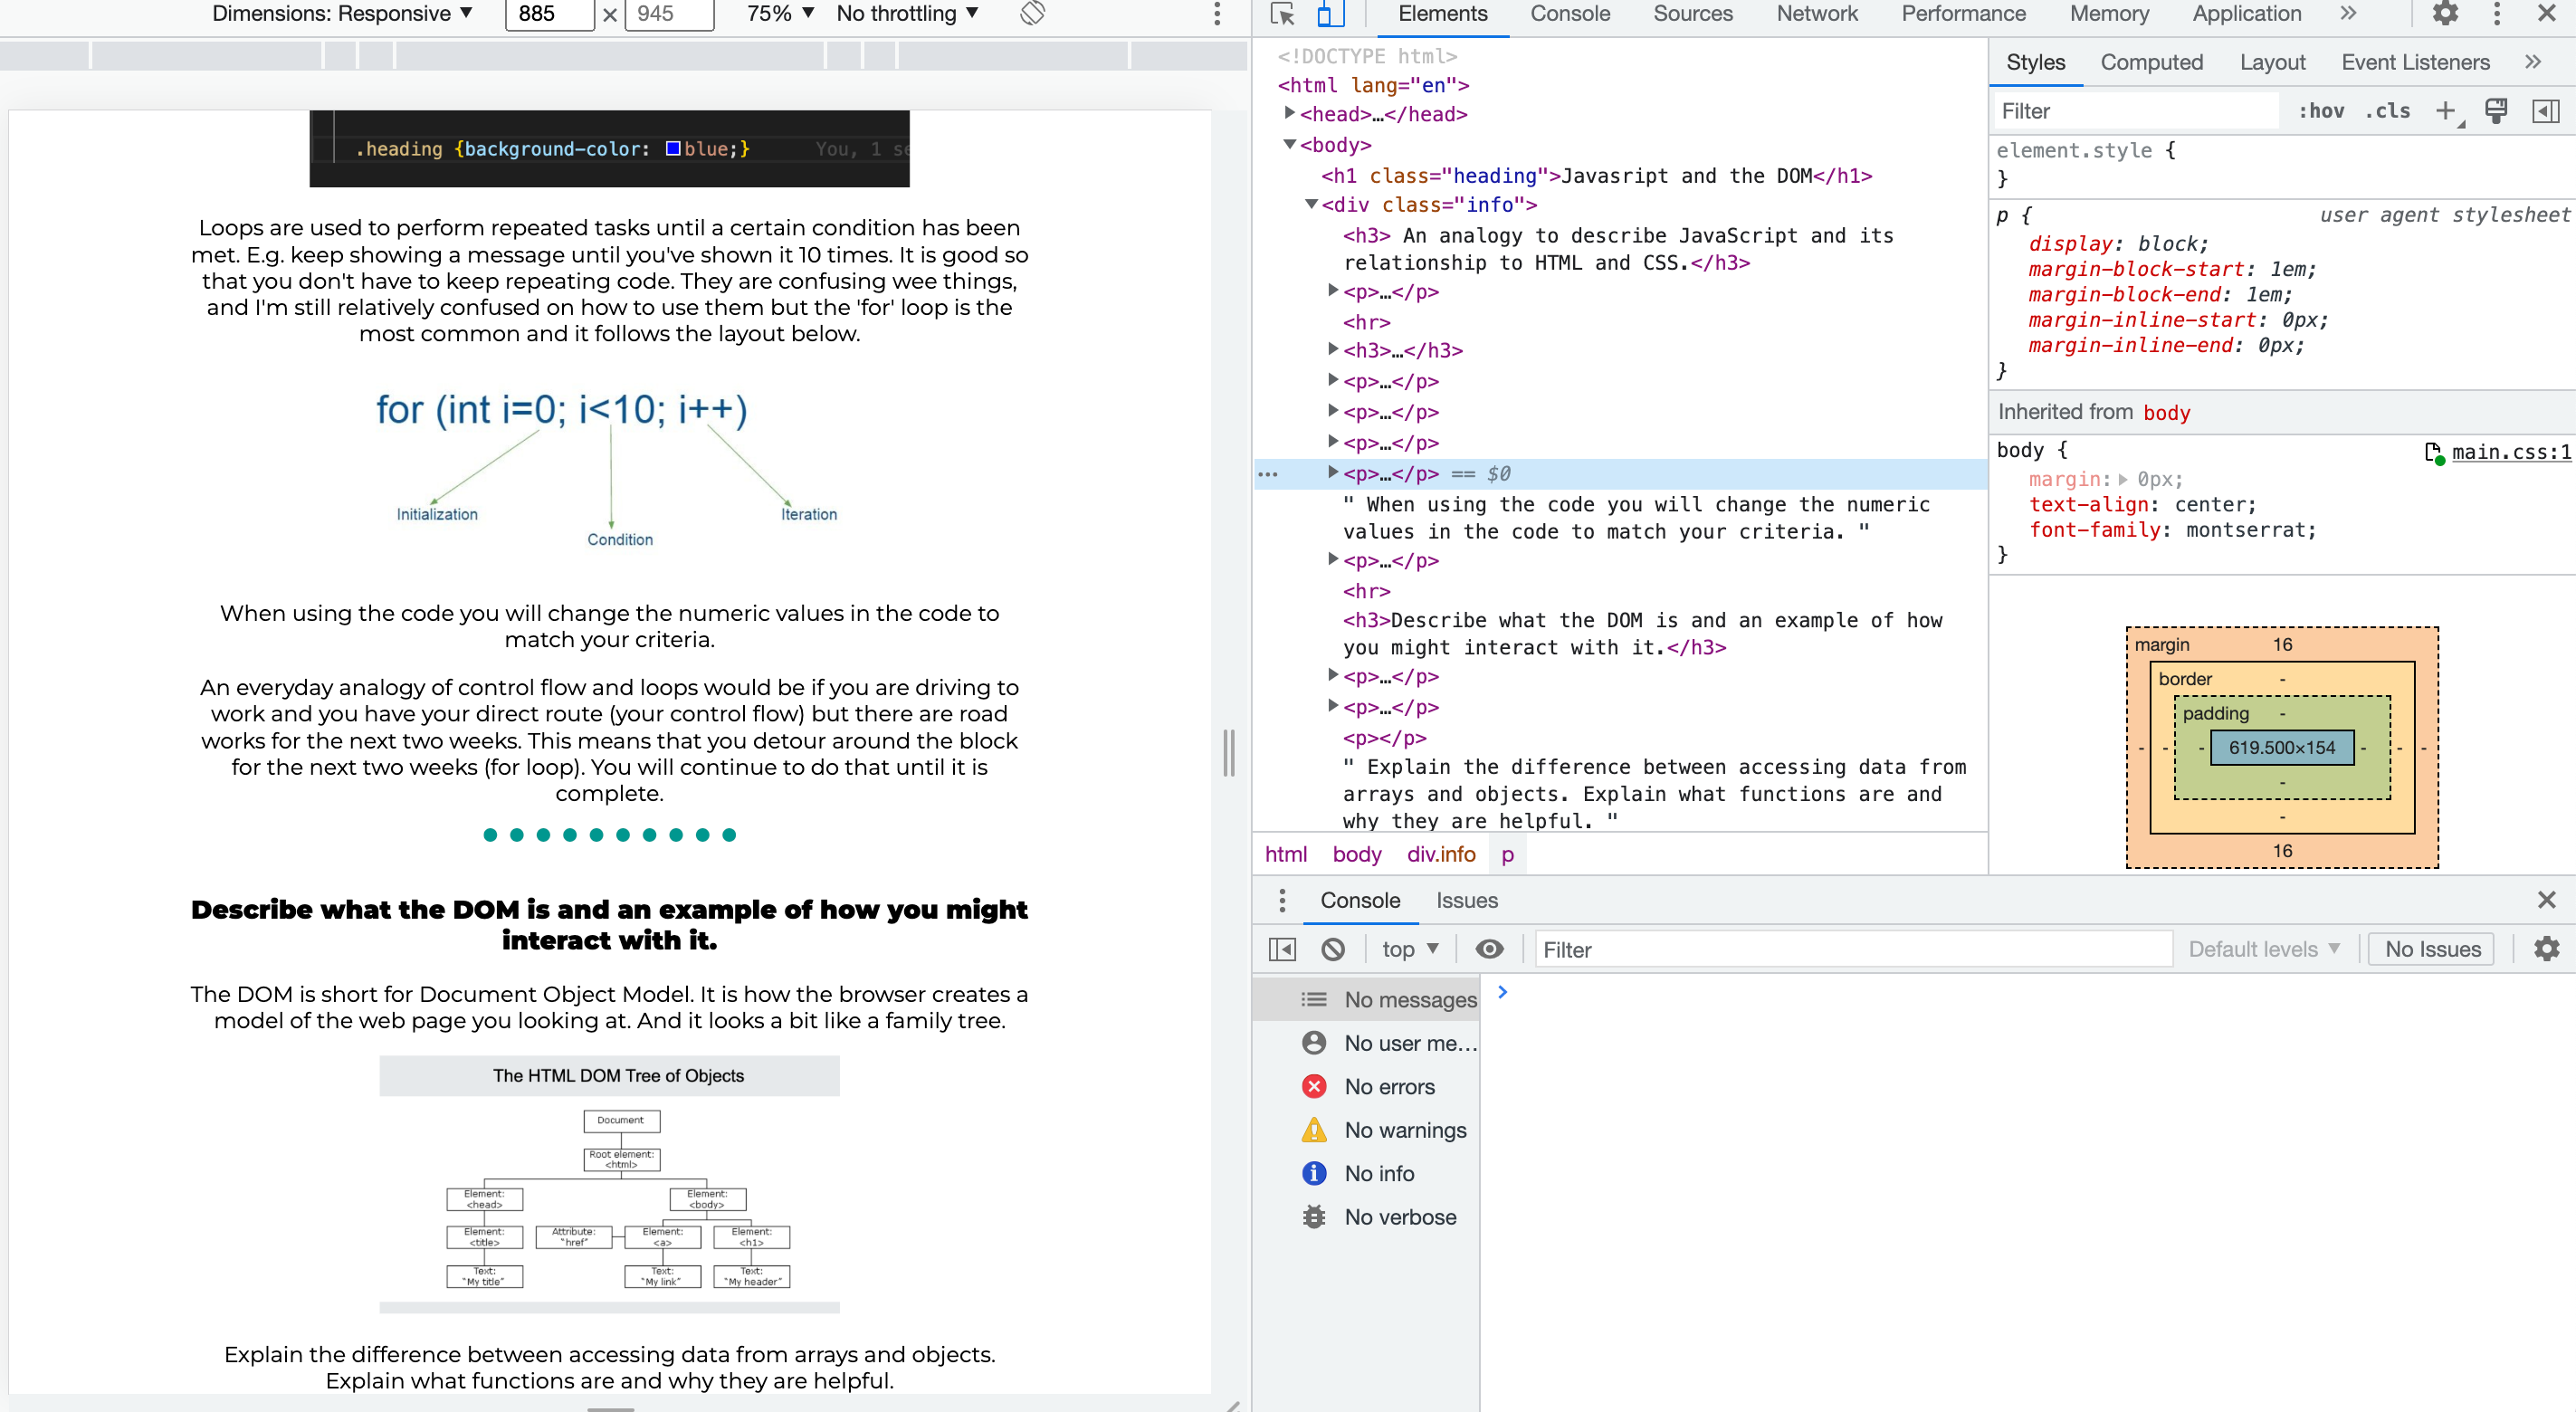 Dimensions: Responsive ▼ 885 × 945 75% ▼ No throttling ▼
.heading {background-color: blue;} You, 1 se
Loops are used to perform repeated tasks until a certain condition has been
met. E.g. keep showing a message until you've shown it 10 times. It is good so
that you don't have to keep repeating code. They are confusing wee things,
and I'm still relatively confused on how to use them but the 'for' loop is the
most common and it follows the layout below.
for (int i=0; i<10; i++)
Initialization
Condition
Iteration
When using the code you will change the numeric values in the code to
match your criteria.
An everyday analogy of control flow and loops would be if you are driving to
work and you have your direct route (your control flow) but there are road
works for the next two weeks. This means that you detour around the block
for the next two weeks (for loop). You will continue to do that until it is
complete.
Describe what the DOM is and an example of how you might
interact with it.
The DOM is short for Document Object Model. It is how the browser creates a
model of the web page you looking at. And it looks a bit like a family tree.
The HTML DOM Tree of Objects
Document
Root element:
<html>
Element:
<head>
Element:
<body>
Element:
<title>
Attribute:
"href"
Element:
<a>
Element:
<h1>
Text:
"My title"
Text:
"My link"
Text:
"My header"
Explain the difference between accessing data from arrays and objects.
Explain what functions are and why they are helpful.
Elements Console Sources Network Performance Memory Application »
<!DOCTYPE html>
<html lang="en">
<head>…</head>
<body>
<h1 class="heading">Javasript and the DOM</h1>
<div class="info">
<h3> An analogy to describe JavaScript and its
relationship to HTML and CSS.</h3>
<p>…</p>
<hr>
<h3>…</h3>
<p>…</p>
<p>…</p>
<p>…</p>
<p>…</p> == $0
" When using the code you will change the numeric
values in the code to match your criteria. "
<p>…</p>
<hr>
<h3>Describe what the DOM is and an example of how
you might interact with it.</h3>
<p>…</p>
<p>…</p>
<p></p>
" Explain the difference between accessing data from
arrays and objects. Explain what functions are and
why they are helpful. "
html body div.info p
Styles Computed Layout Event Listeners »
Filter :hov .cls +
element.style {
}
p { user agent stylesheet
display: block;
margin-block-start: 1em;
margin-block-end: 1em;
margin-inline-start: 0px;
margin-inline-end: 0px;
}
Inherited from body
body { main.css:1
margin: 0px;
text-align: center;
font-family: montserrat;
}
margin 16
border -
padding -
- - - 619.500×154 - - -
-
-
16
Console Issues
top ▼ Filter Default levels ▼ No Issues
No messages
No user me…
No errors
No warnings
No info
No verbose